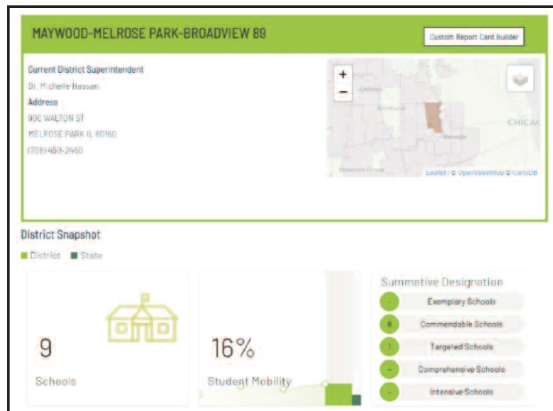 MAYWOOD-MELROSE PARK-BROADVIEW 89
Custom Report Card Builder
Current District Superintendent
Dr. Michelle Hassan
Address
906 WALTON ST
MELROSE PARK IL 60160
(708) 450-2460
+
−
CHICAG
Leaflet | © OpenStreetMap © CartoDB
District Snapshot
District State
9
Schools
16%
Student Mobility
Summative Designation
- Exemplary Schools
8 Commendable Schools
1 Targeted Schools
- Comprehensive Schools
- Intensive Schools